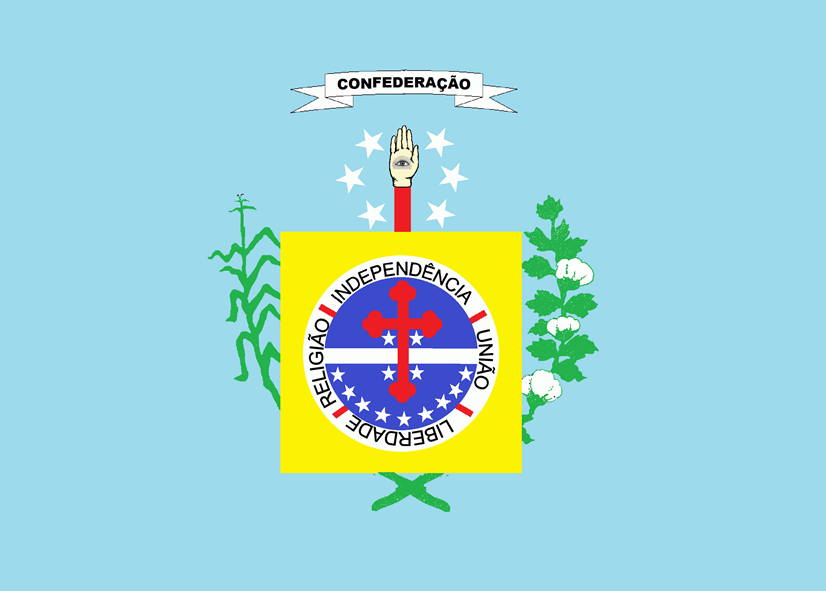 CONFEDERAÇÃO
INDEPENDÊNCIA
UNIÃO
LIBERDADE
RELIGIÃO